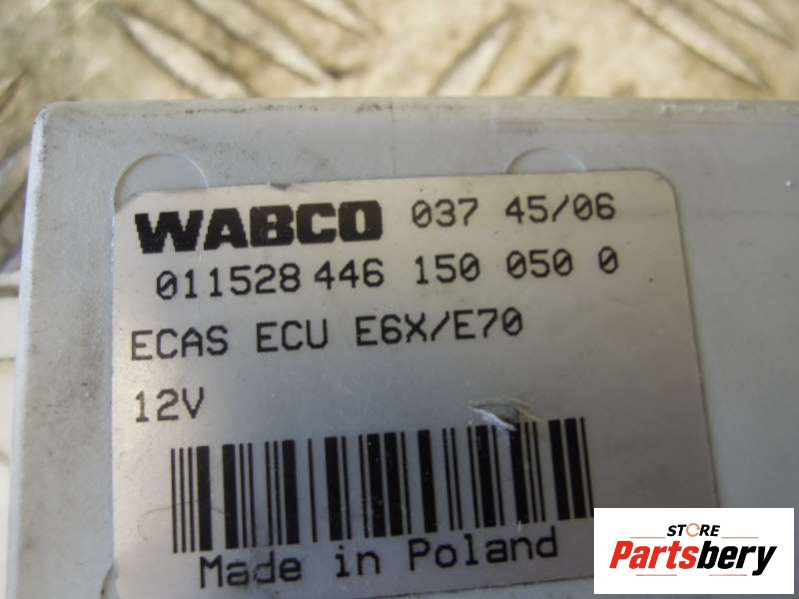 WABCO 037 45/06
011528 446 150 050 0
ECAS ECU E6X/E70
12V
Made in Poland
STORE
Partsbery